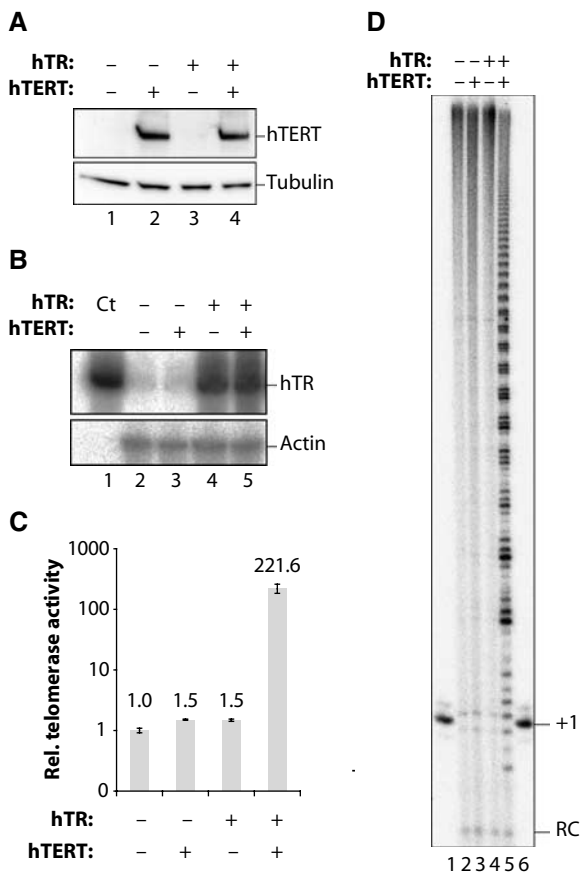 A
hTR: – – + +
hTERT: – + – +
hTERT
Tubulin
1 2 3 4
B
hTR: Ct – – + +
hTERT: – + – +
hTR
Actin
1 2 3 4 5
C
Rel. telomerase activity
1000
100
10
1
0
1.0 1.5 1.5 221.6
hTR: – – + +
hTERT: – + – +
D
hTR: – – + +
hTERT: – + – +
+1
RC
1 2 3 4 5 6